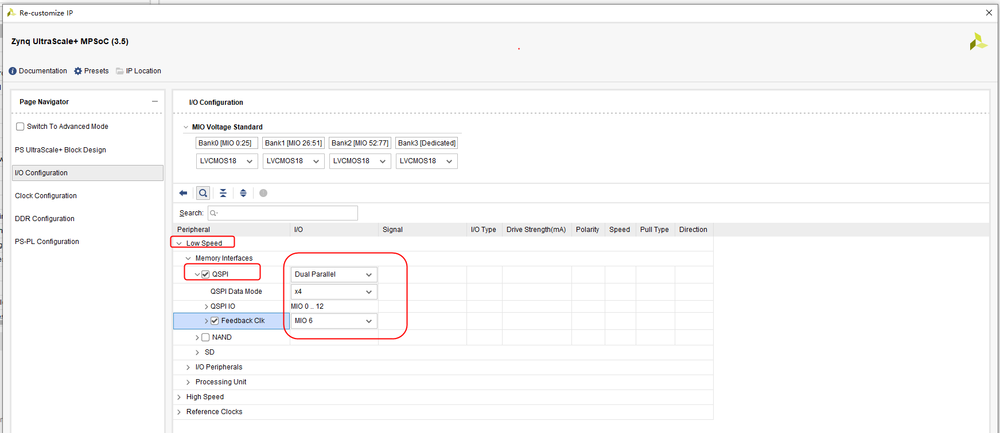 Re-customize IP
Zynq UltraScale+ MPSoC (3.5)
Documentation Presets IP Location
Page Navigator
Switch To Advanced Mode
PS UltraScale+ Block Design
I/O Configuration
Clock Configuration
DDR Configuration
PS-PL Configuration
I/O Configuration
MIO Voltage Standard
Bank0 [MIO 0:25] Bank1 [MIO 26:51] Bank2 [MIO 52:77] Bank3 [Dedicated]
LVCMOS18 LVCMOS18 LVCMOS18 LVCMOS18
Search:
Peripheral I/O Signal I/O Type Drive Strength(mA) Polarity Speed Pull Type Direction
Low Speed
Memory Interfaces
QSPI Dual Parallel
QSPI Data Mode x4
QSPI IO MIO 0 .. 12
Feedback Clk MIO 6
NAND
SD
I/O Peripherals
Processing Unit
High Speed
Reference Clocks